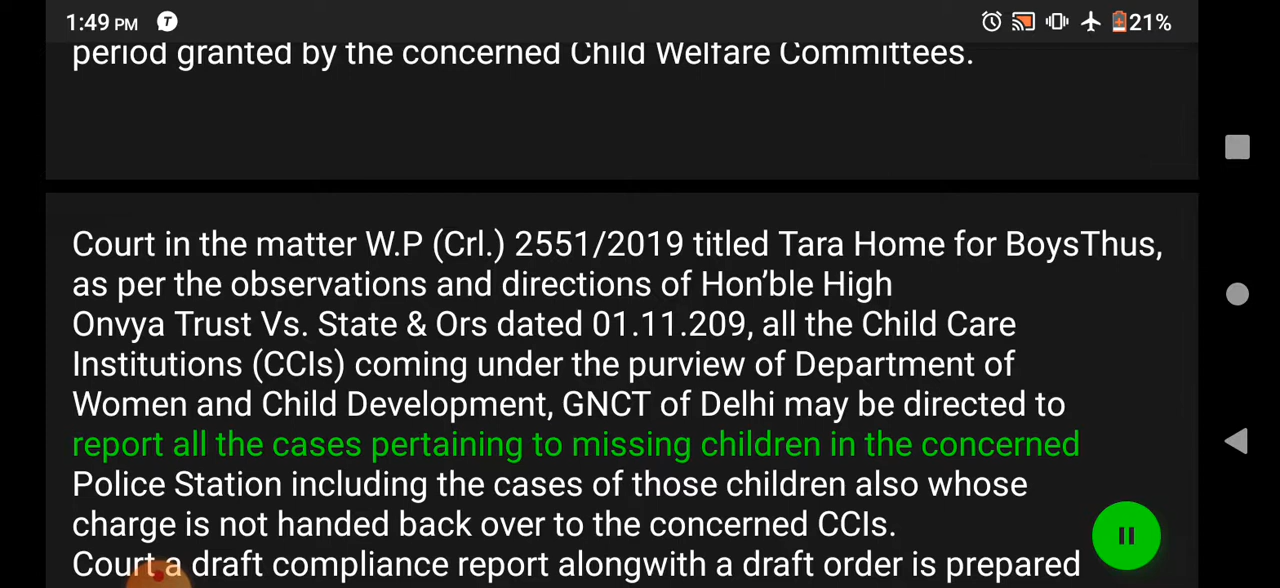 1:49 PM T 21%
period granted by the concerned Child Welfare Committees.
Court in the matter W.P (Crl.) 2551/2019 titled Tara Home for BoysThus,
as per the observations and directions of Hon’ble High
Onvya Trust Vs. State & Ors dated 01.11.209, all the Child Care
Institutions (CCIs) coming under the purview of Department of
Women and Child Development, GNCT of Delhi may be directed to
report all the cases pertaining to missing children in the concerned
Police Station including the cases of those children also whose
charge is not handed back over to the concerned CCIs.
Court a draft compliance report alongwith a draft order is prepared